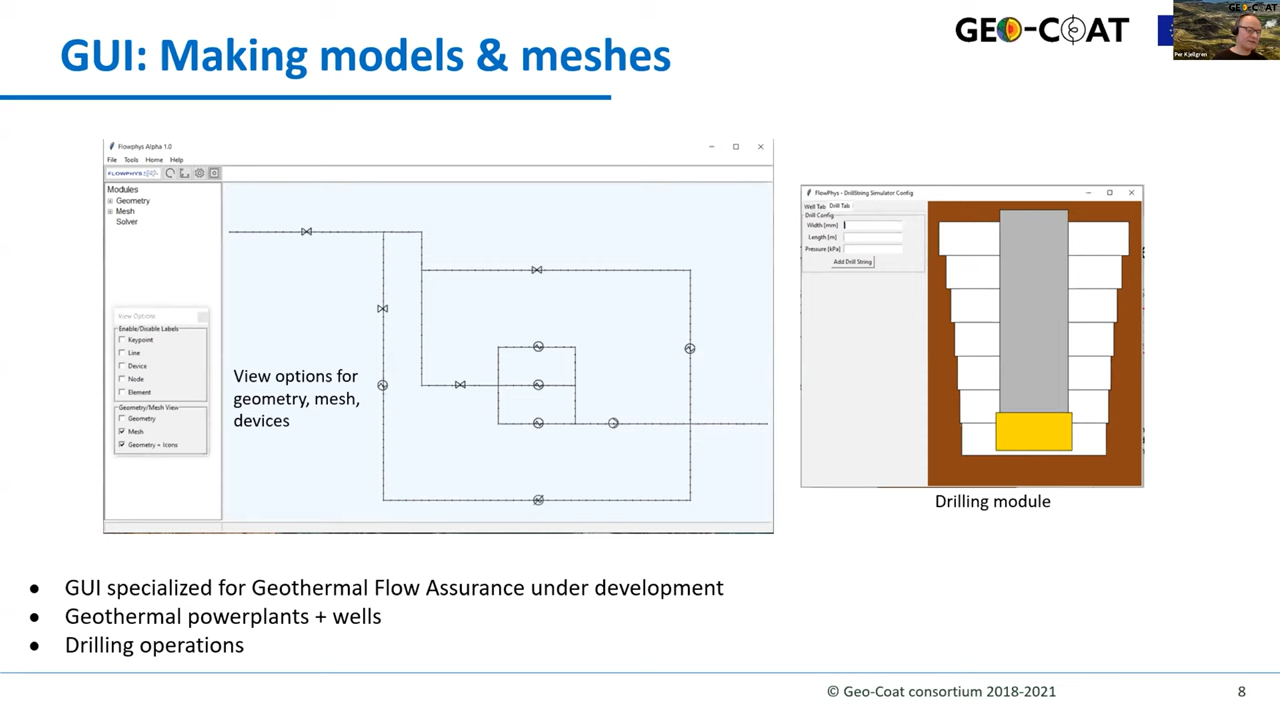 GUI: Making models & meshes
GEO-COAT
GEO-COAT
Per Kjellgren
Flowphys Alpha 1.0
File Tools Home Help
FLOWPHYS
Modules
Geometry
Mesh
Solver
View Options
Enable/Disable Labels
Keypoint
Line
Device
Node
Element
Geometry/Mesh View
Geometry
Mesh
Geometry + Icons
View options for
geometry, mesh,
devices
FlowPhys - DrillString Simulator Config
Well Tab Drill Tab
Drill Config
Width [mm]
Length [m]
Pressure [kPa]
Add Drill String
Drilling module
• GUI specialized for Geothermal Flow Assurance under development
• Geothermal powerplants + wells
• Drilling operations
© Geo-Coat consortium 2018-2021
8